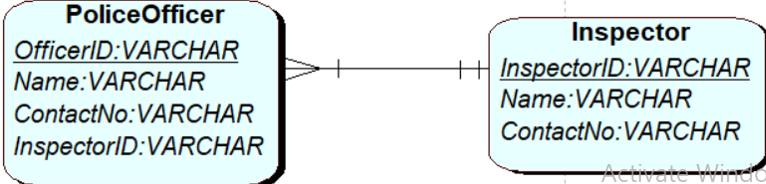 PoliceOfficer
OfficerID:VARCHAR
Name:VARCHAR
ContactNo:VARCHAR
InspectorID:VARCHAR
Inspector
InspectorID:VARCHAR
Name:VARCHAR
ContactNo:VARCHAR
Activate Windo